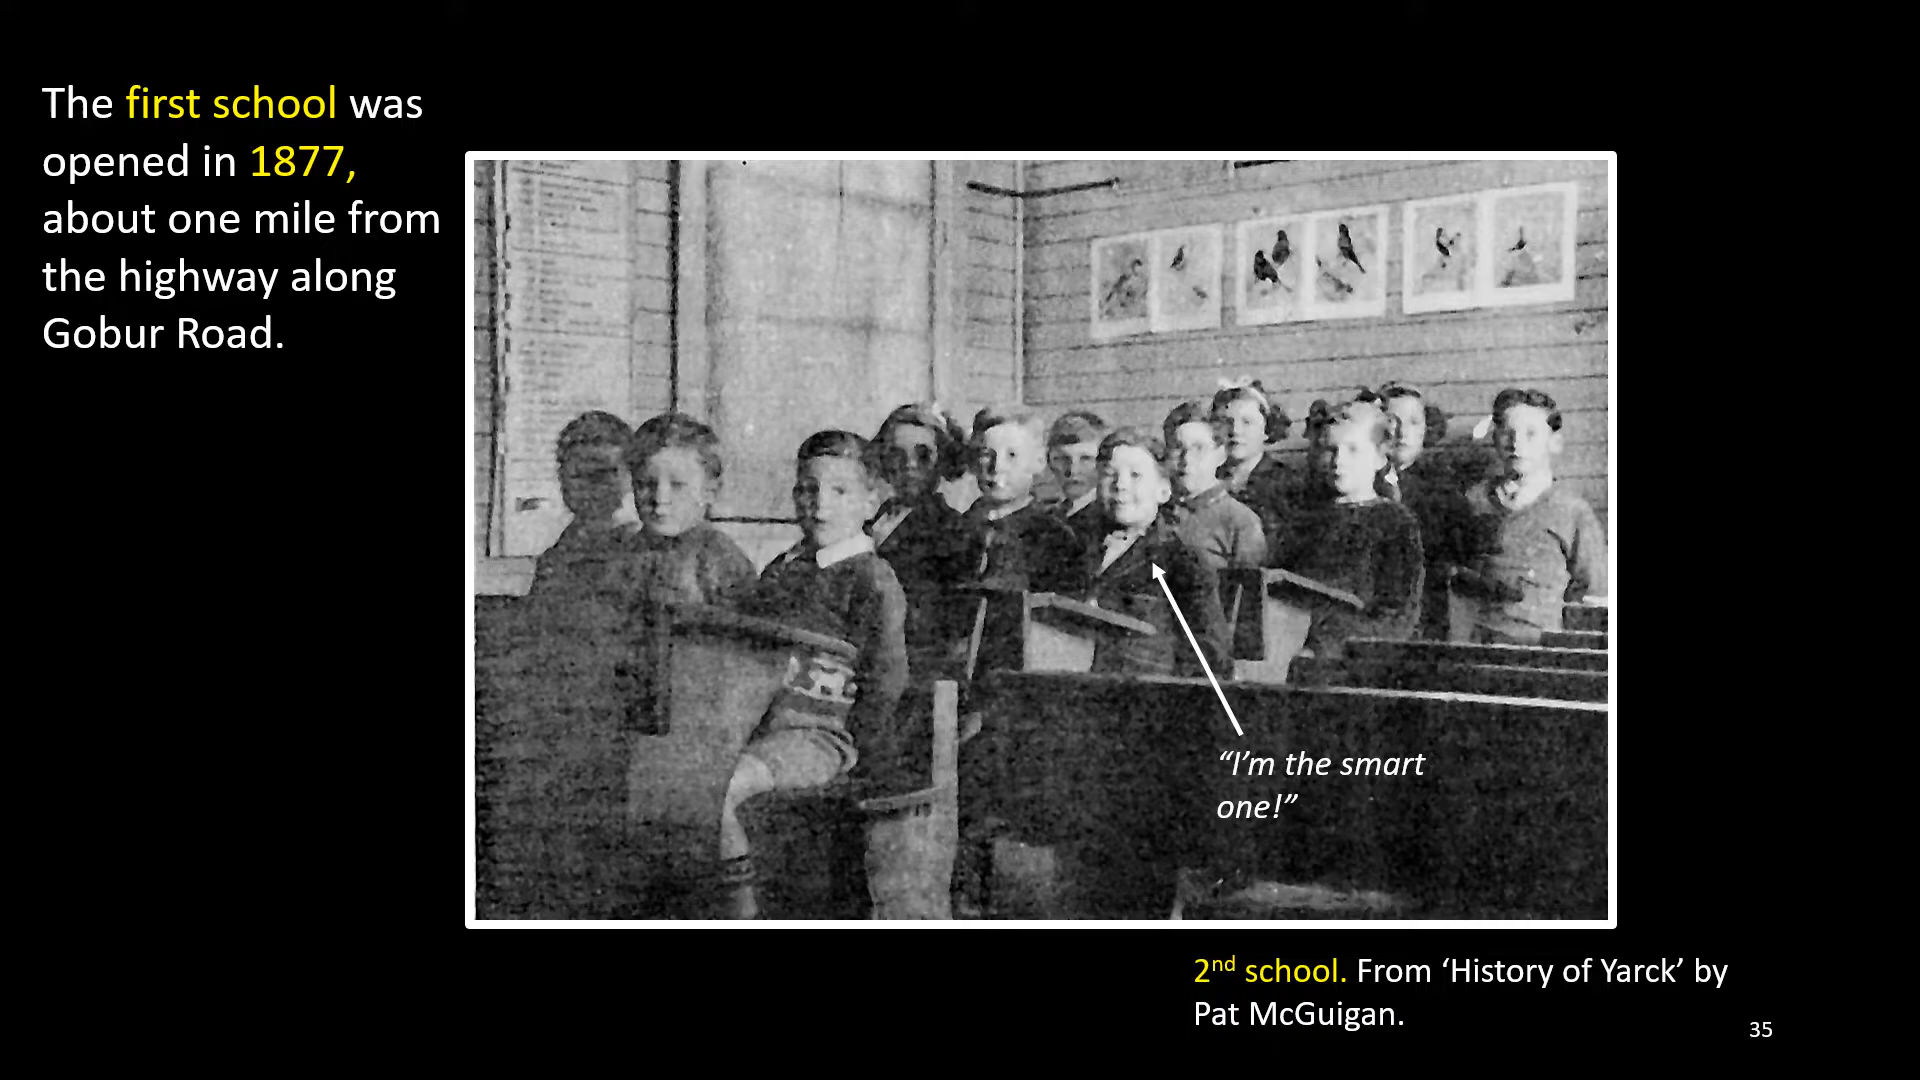 The first school was
opened in 1877,
about one mile from
the highway along
Gobur Road.
“I’m the smart
one!”
2nd school. From ‘History of Yarck’ by
Pat McGuigan.
35